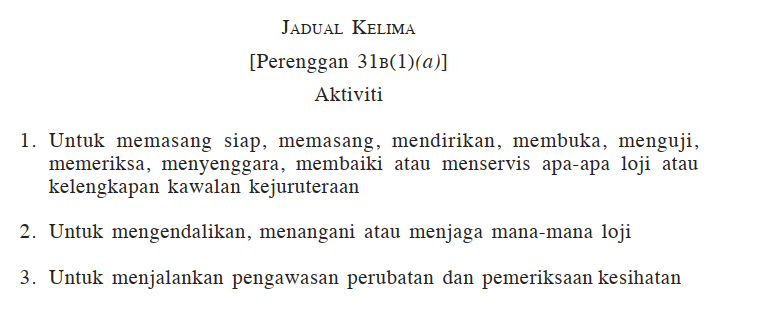 JADUAL KELIMA
[Perenggan 31B(1)(a)]
Aktiviti
1. Untuk memasang siap, memasang, mendirikan, membuka, menguji,
memeriksa, menyenggara, membaiki atau menservis apa-apa loji atau
kelengkapan kawalan kejuruteraan
2. Untuk mengendalikan, menangani atau menjaga mana-mana loji
3. Untuk menjalankan pengawasan perubatan dan pemeriksaan kesihatan